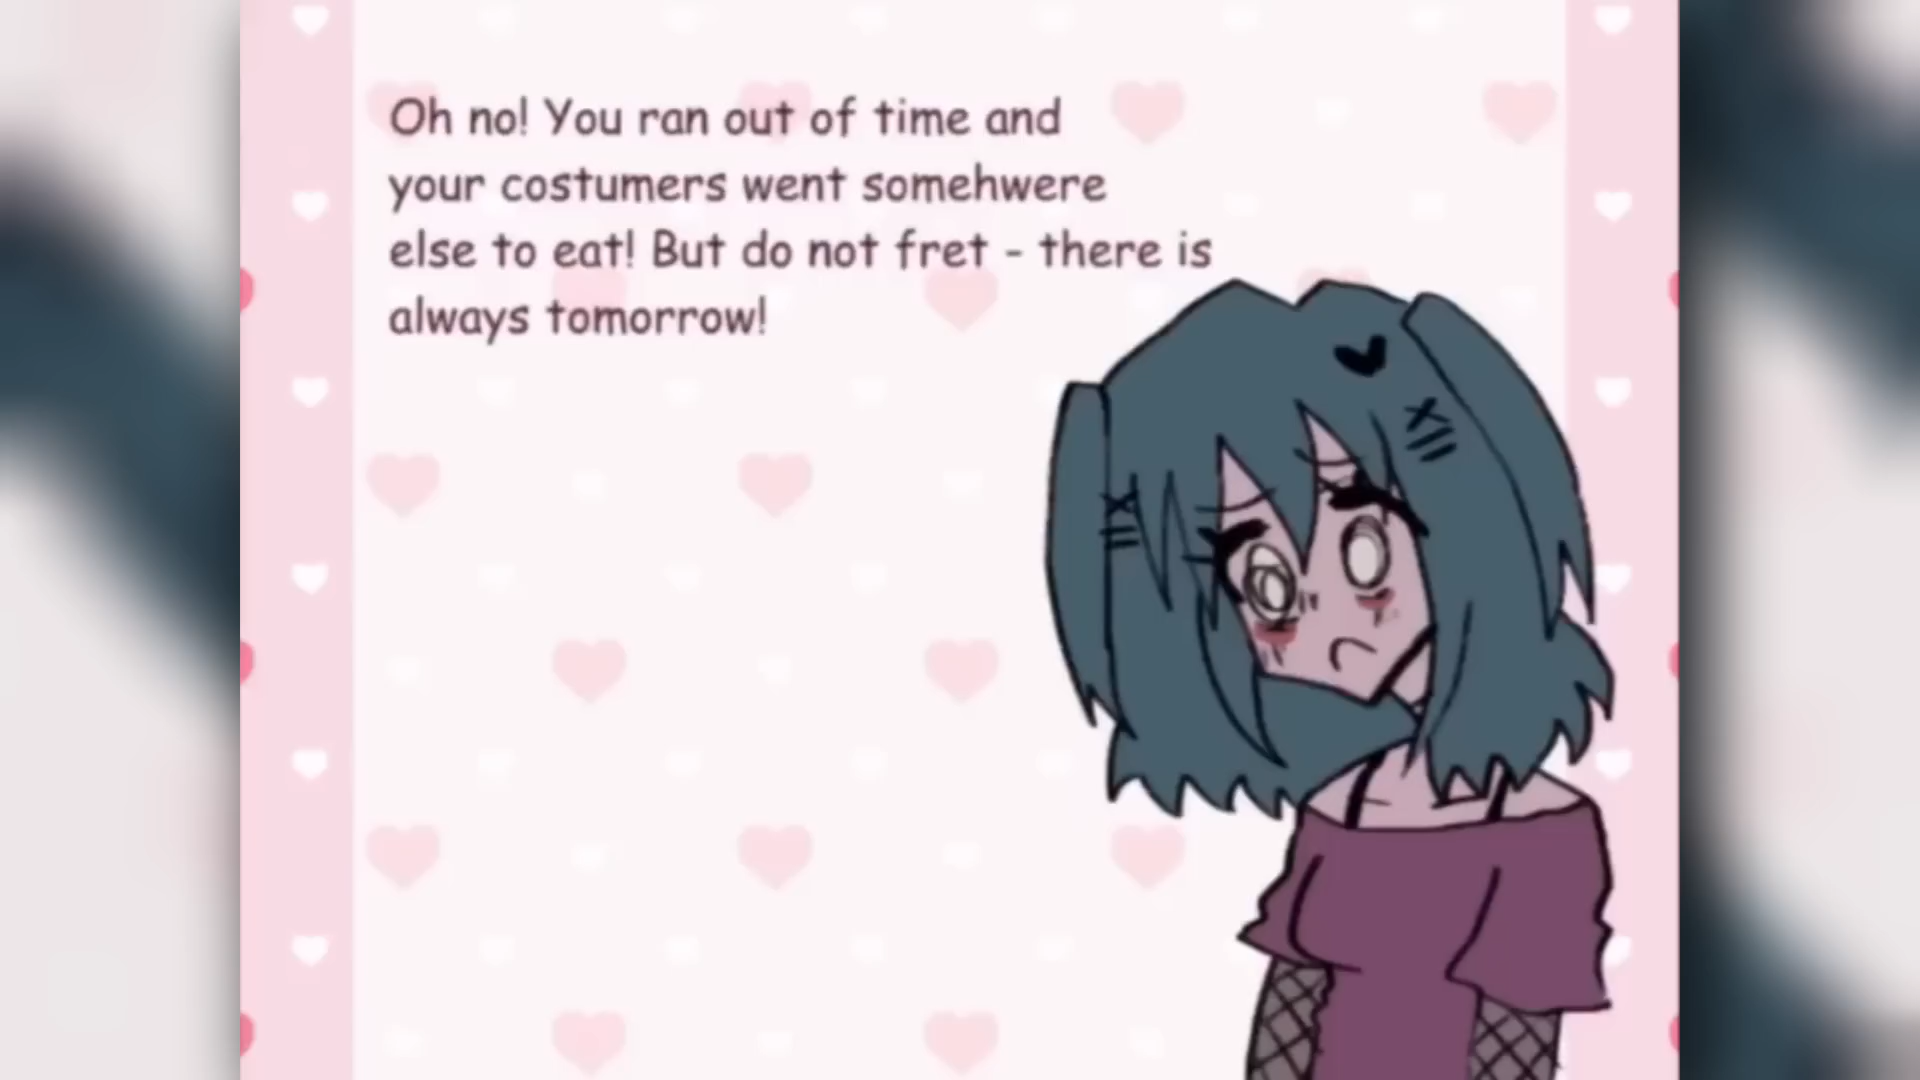 Oh no! You ran out of time and
your costumers went somehwere
else to eat! But do not fret - there is
always tomorrow!